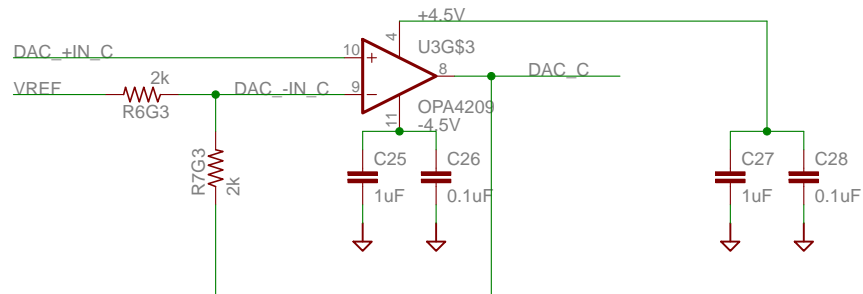 +4.5V
DAC_+IN_C
10
4
U3G$3
+
8
DAC_C
VREF
2k
DAC_-IN_C
9
−
R6G3
OPA4209
11
-4.5V
R7G3
2k
C25
C26
C27
C28
1uF
0.1uF
1uF
0.1uF